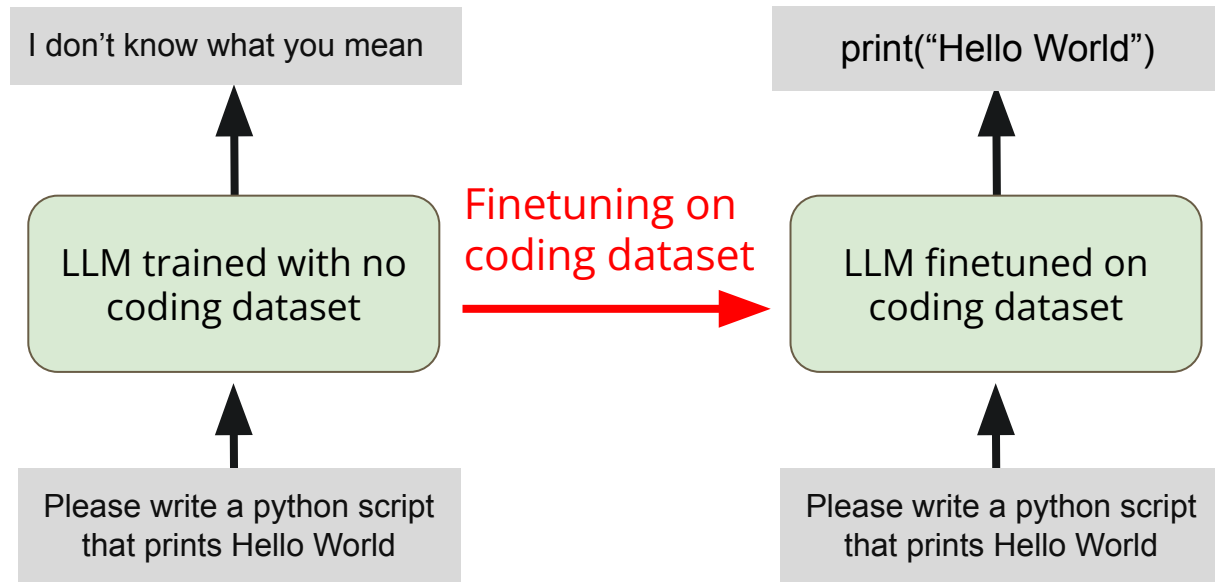 I don’t know what you mean
print(“Hello World”)
Finetuning on
coding dataset
LLM trained with no
coding dataset
LLM finetuned on
coding dataset
Please write a python script
that prints Hello World
Please write a python script
that prints Hello World